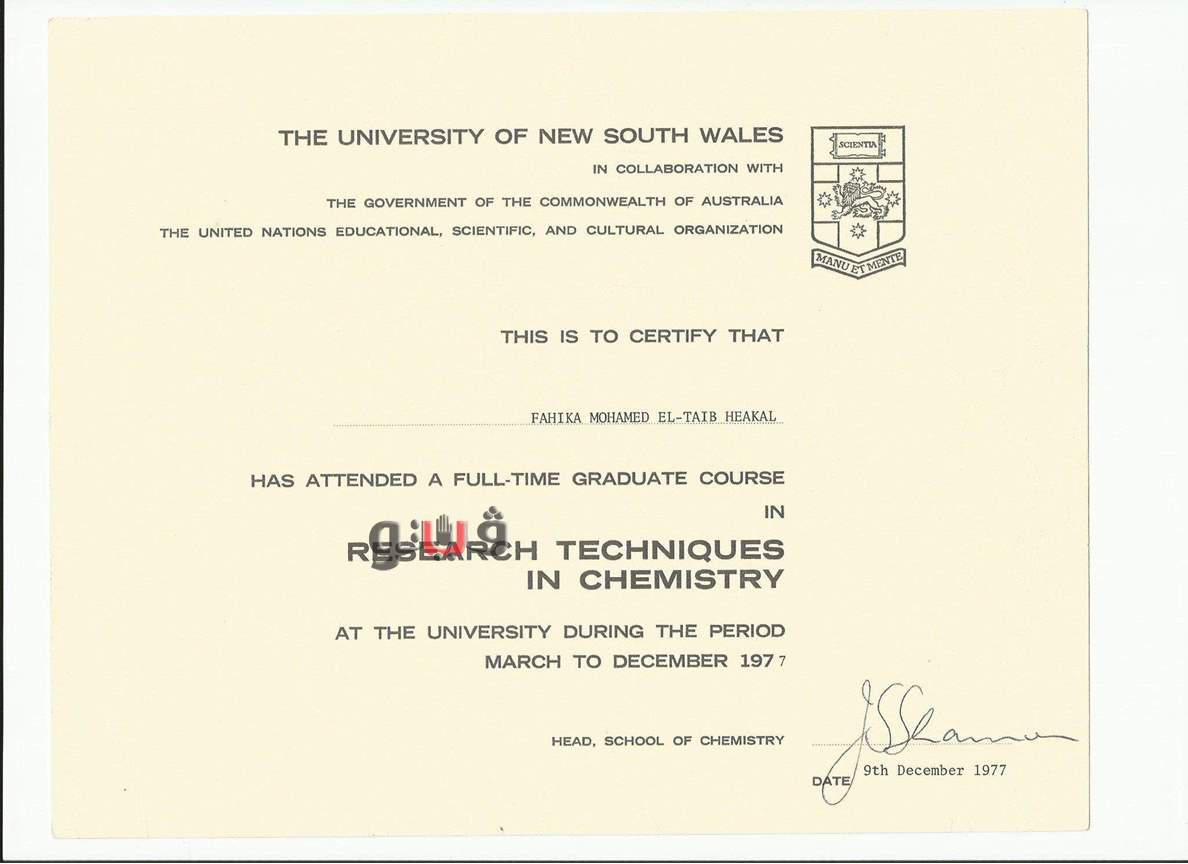 THE UNIVERSITY OF NEW SOUTH WALES
IN COLLABORATION WITH
THE GOVERNMENT OF THE COMMONWEALTH OF AUSTRALIA
THE UNITED NATIONS EDUCATIONAL, SCIENTIFIC, AND CULTURAL ORGANIZATION
SCIENTIA
MANU ET MENTE
THIS IS TO CERTIFY THAT
FAHIKA MOHAMED EL-TAIB HEAKAL
HAS ATTENDED A FULL-TIME GRADUATE COURSE
IN
RESEARCH TECHNIQUES
IN CHEMISTRY
AT THE UNIVERSITY DURING THE PERIOD
MARCH TO DECEMBER 1977
HEAD, SCHOOL OF CHEMISTRY
DATE 9th December 1977